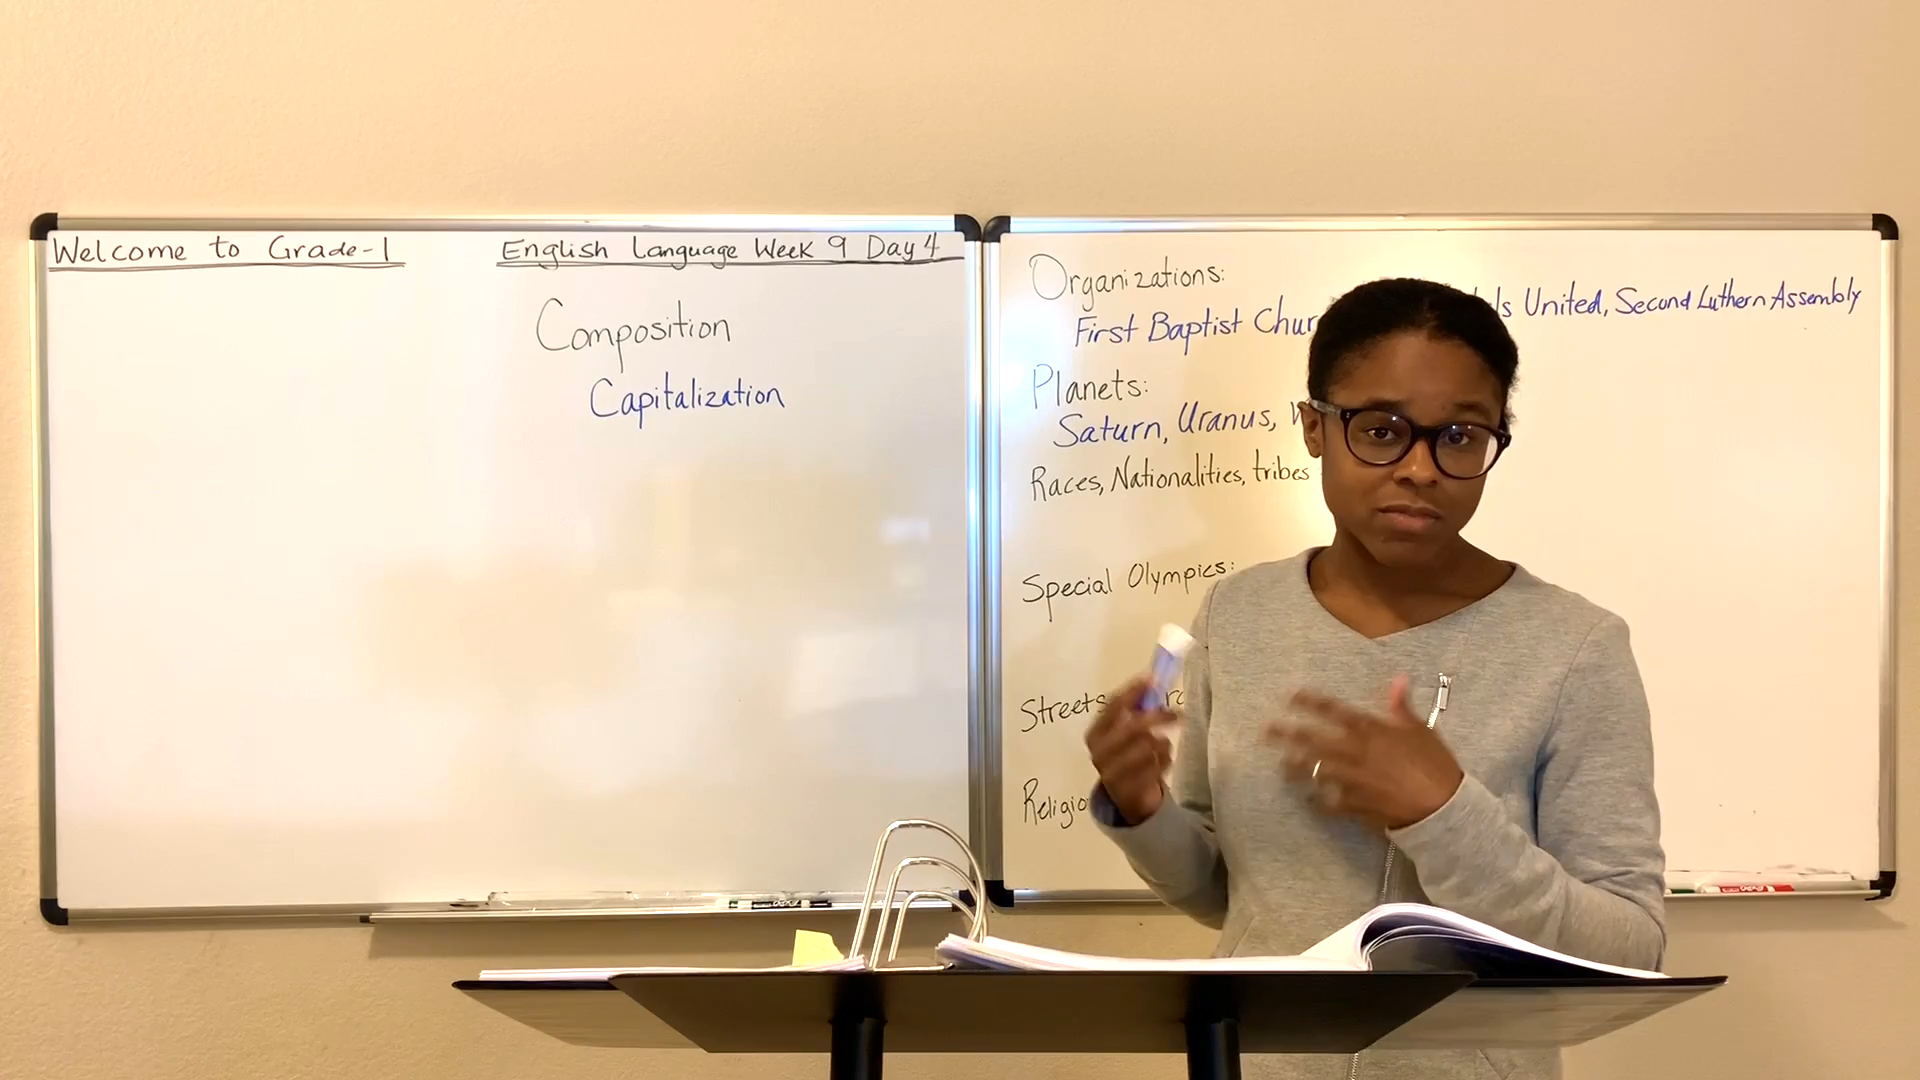 Welcome to Grade-1
English Language Week 9 Day 4
Composition
Capitalization
Organizations:
First Baptist United, Second Luthern Assembly
Planets:
Saturn, Uranus,
Races, Nationalities, tribes
Special Olympics:
Streets